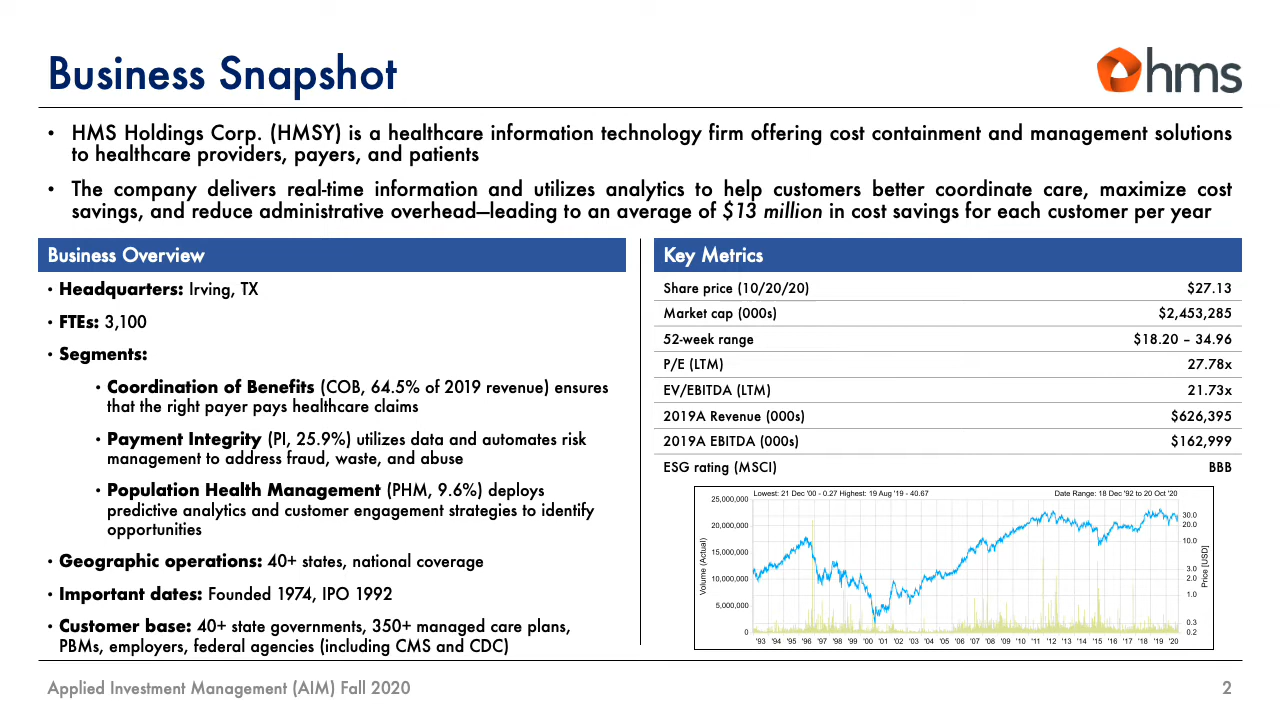 Business Snapshot
hms
• HMS Holdings Corp. (HMSY) is a healthcare information technology firm offering cost containment and management solutions
to healthcare providers, payers, and patients
• The company delivers real-time information and utilizes analytics to help customers better coordinate care, maximize cost
savings, and reduce administrative overhead—leading to an average of $13 million in cost savings for each customer per year
Business Overview
• Headquarters: Irving, TX
• FTEs: 3,100
• Segments:
• Coordination of Benefits (COB, 64.5% of 2019 revenue) ensures
that the right payer pays healthcare claims
• Payment Integrity (PI, 25.9%) utilizes data and automates risk
management to address fraud, waste, and abuse
• Population Health Management (PHM, 9.6%) deploys
predictive analytics and customer engagement strategies to identify
opportunities
• Geographic operations: 40+ states, national coverage
• Important dates: Founded 1974, IPO 1992
• Customer base: 40+ state governments, 350+ managed care plans,
PBMs, employers, federal agencies (including CMS and CDC)
Key Metrics
Share price (10/20/20) $27.13
Market cap (000s) $2,453,285
52-week range $18.20 – 34.96
P/E (LTM) 27.78x
EV/EBITDA (LTM) 21.73x
2019A Revenue (000s) $626,395
2019A EBITDA (000s) $162,999
ESG rating (MSCI) BBB
Lowest: 21 Dec '00 - 0.27 Highest: 19 Aug '19 - 40.67 Date Range: 18 Dec '92 to 20 Oct '20
Volume (Actual)
25,000,000
20,000,000
15,000,000
10,000,000
5,000,000
0
30.0
20.0
10.0
3.0
2.0
1.0
0.3
0.2
Price [USD]
'93 '94 '95 '96 '97 '98 '99 '00 '01 '02 '03 '04 '05 '06 '07 '08 '09 '10 '11 '12 '13 '14 '15 '16 '17 '18 '19 '20
Applied Investment Management (AIM) Fall 2020
2